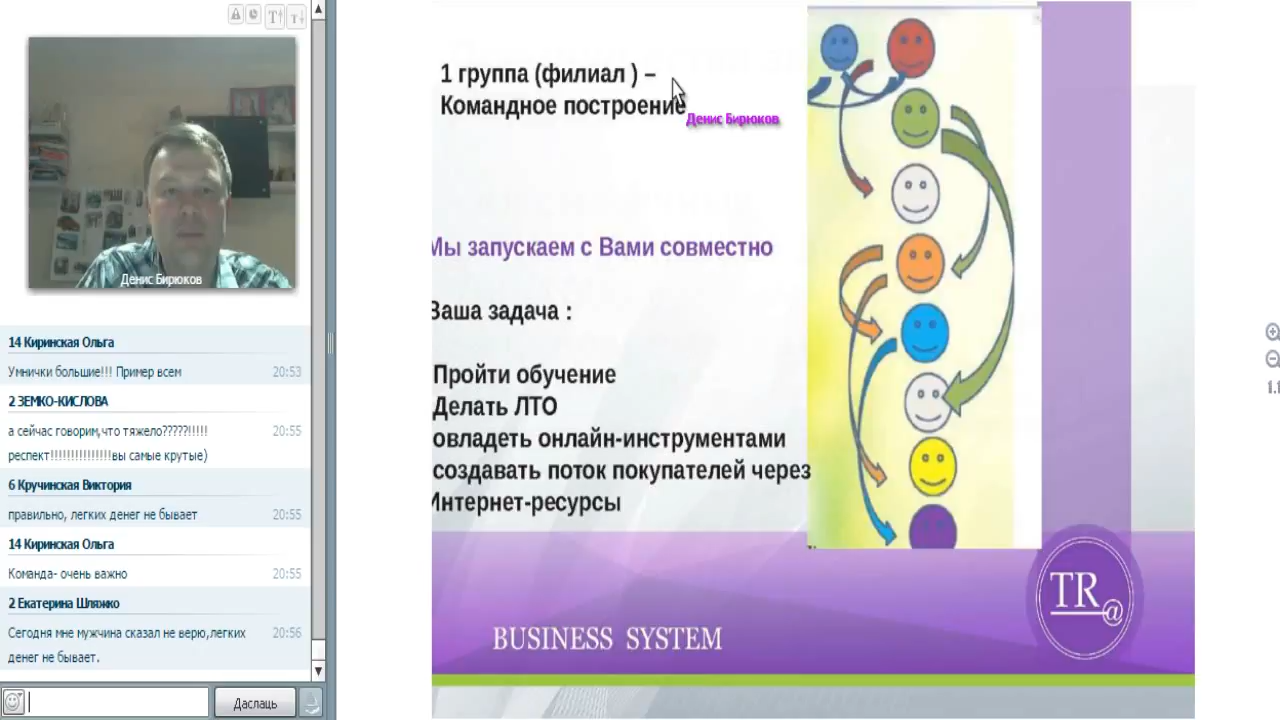 Денис Бирюков
14 Киринская Ольга
Умнички большие!!! Пример всем 20:53
2 ЗЕМКО-КИСЛОВА
а сейчас говорим,что тяжело?????!!!!! 20:55
респект!!!!!!!!!!!!!!!вы самые крутые)
6 Кручинская Виктория
правильно, легких денег не бывает 20:55
14 Киринская Ольга
Команда- очень важно 20:55
2 Екатерина Шляжко
Сегодня мне мужчина сказал не верю,легких 20:56
денег не бывает.
Даслаць
1 группа (филиал ) –
Командное построение
Денис Бирюков
Мы запускаем с Вами совместно
Ваша задача :
Пройти обучение
Делать ЛТО
овладеть онлайн-инструментами
создавать поток покупателей через
Интернет-ресурсы
BUSINESS SYSTEM
TR
@